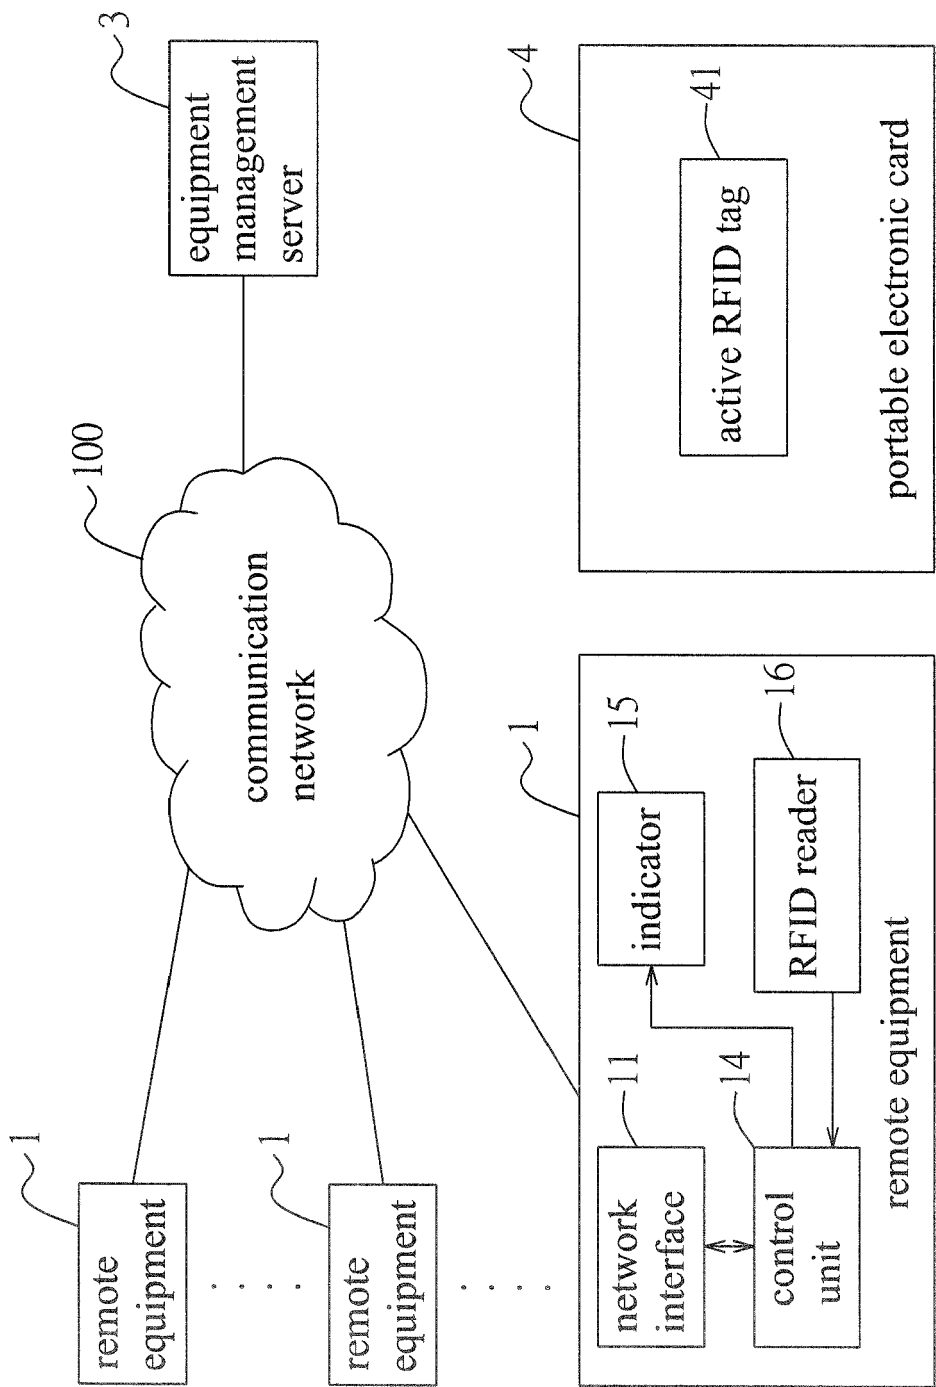 remote
equipment
1
remote
equipment
1
communication
network
100
equipment
management
server
3
network
interface
11
control
unit
14
indicator
15
RFID reader
16
remote equipment
1
active RFID tag
41
portable electronic card
4